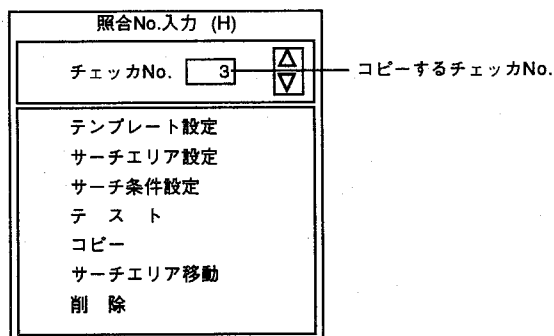 照合No.入力 (H)
チェッカNo. 3 コピーするチェッカNo.
テンプレート設定
サーチエリア設定
サーチ条件設定
テスト
コピー
サーチエリア移動
削除